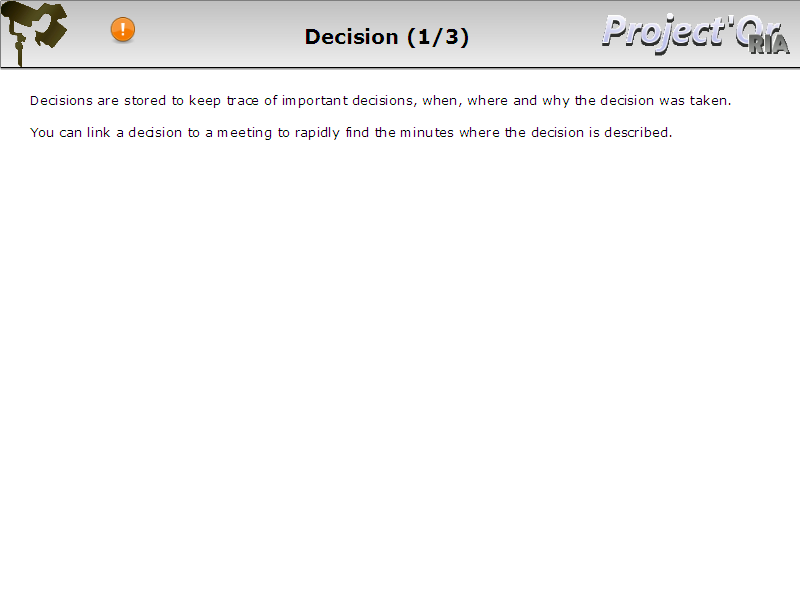 Decision (1/3)
Project'Or
RIA
Decisions are stored to keep trace of important decisions, when, where and why the decision was taken.
You can link a decision to a meeting to rapidly find the minutes where the decision is described.